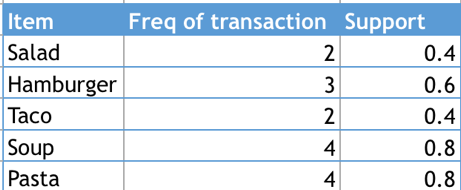 Item Freq of transaction Support
Salad 2 0.4
Hamburger 3 0.6
Taco 2 0.4
Soup 4 0.8
Pasta 4 0.8